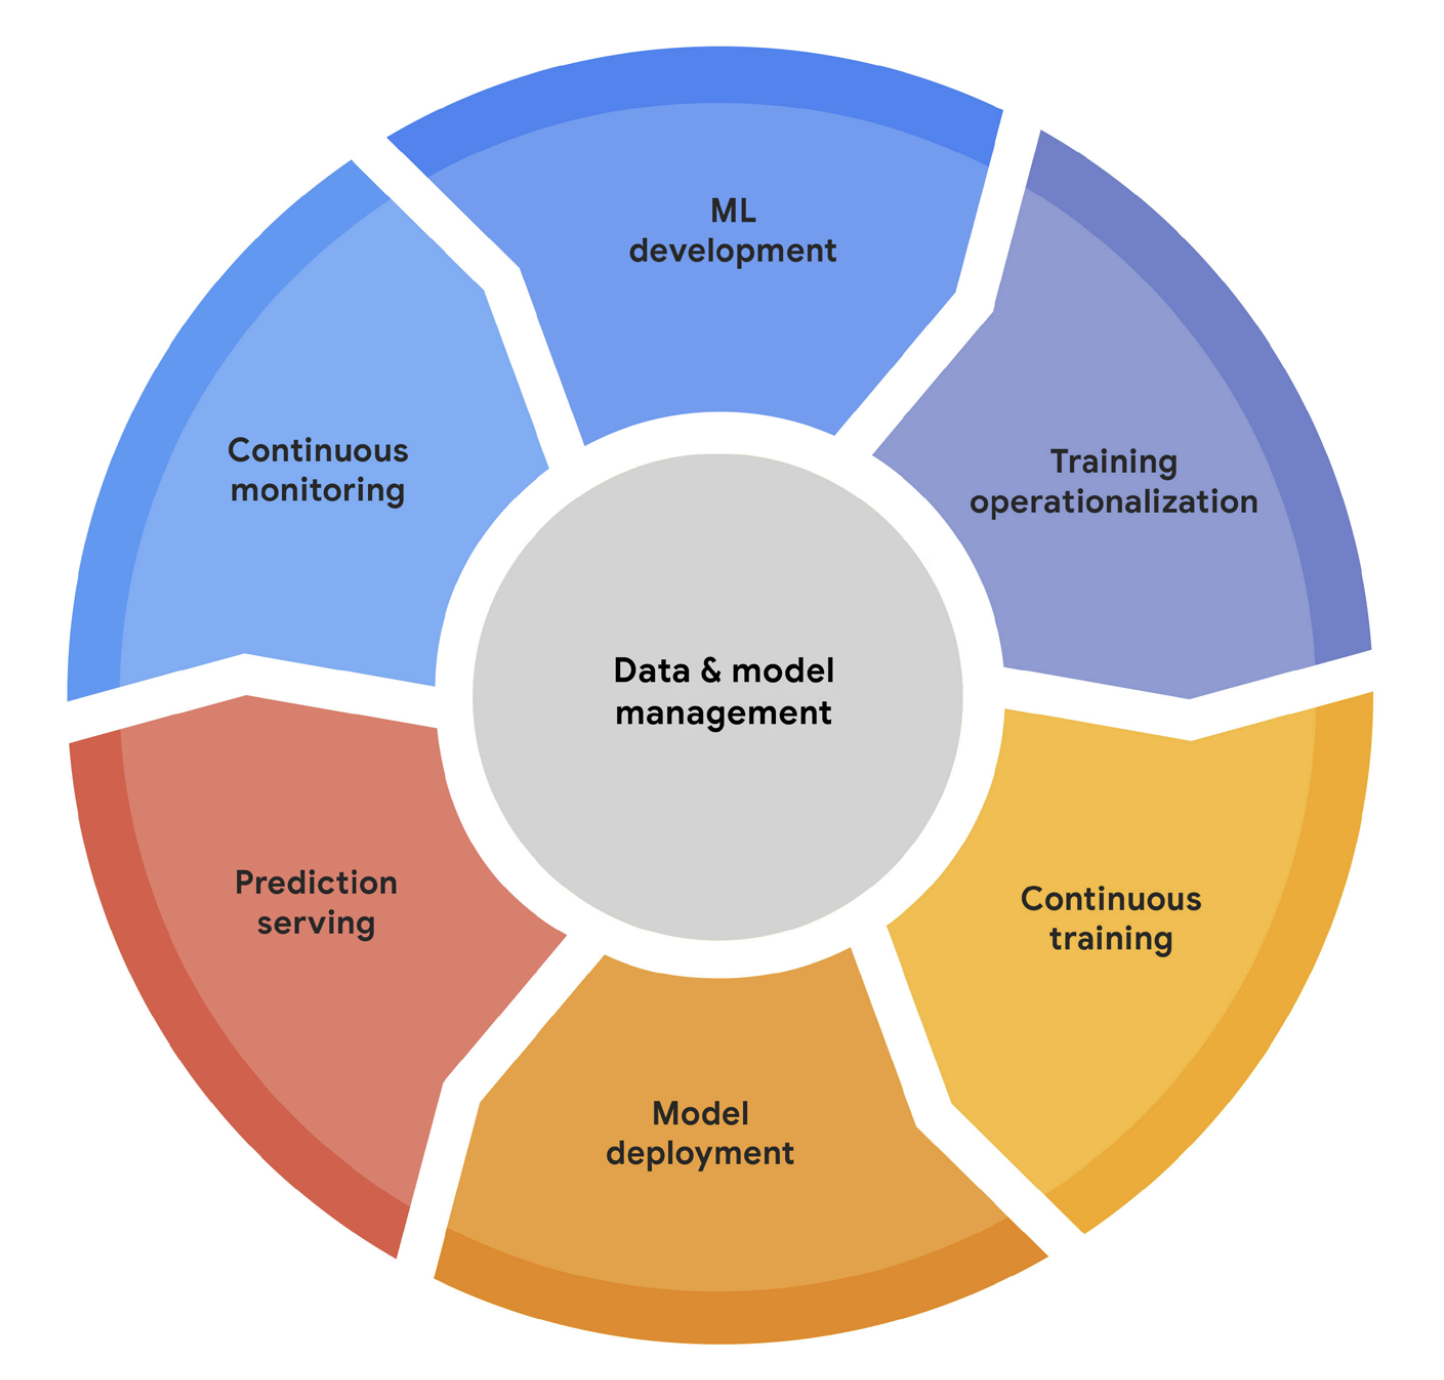 ML
development
Training
operationalization
Continuous
training
Model
deployment
Prediction
serving
Continuous
monitoring
Data & model
management